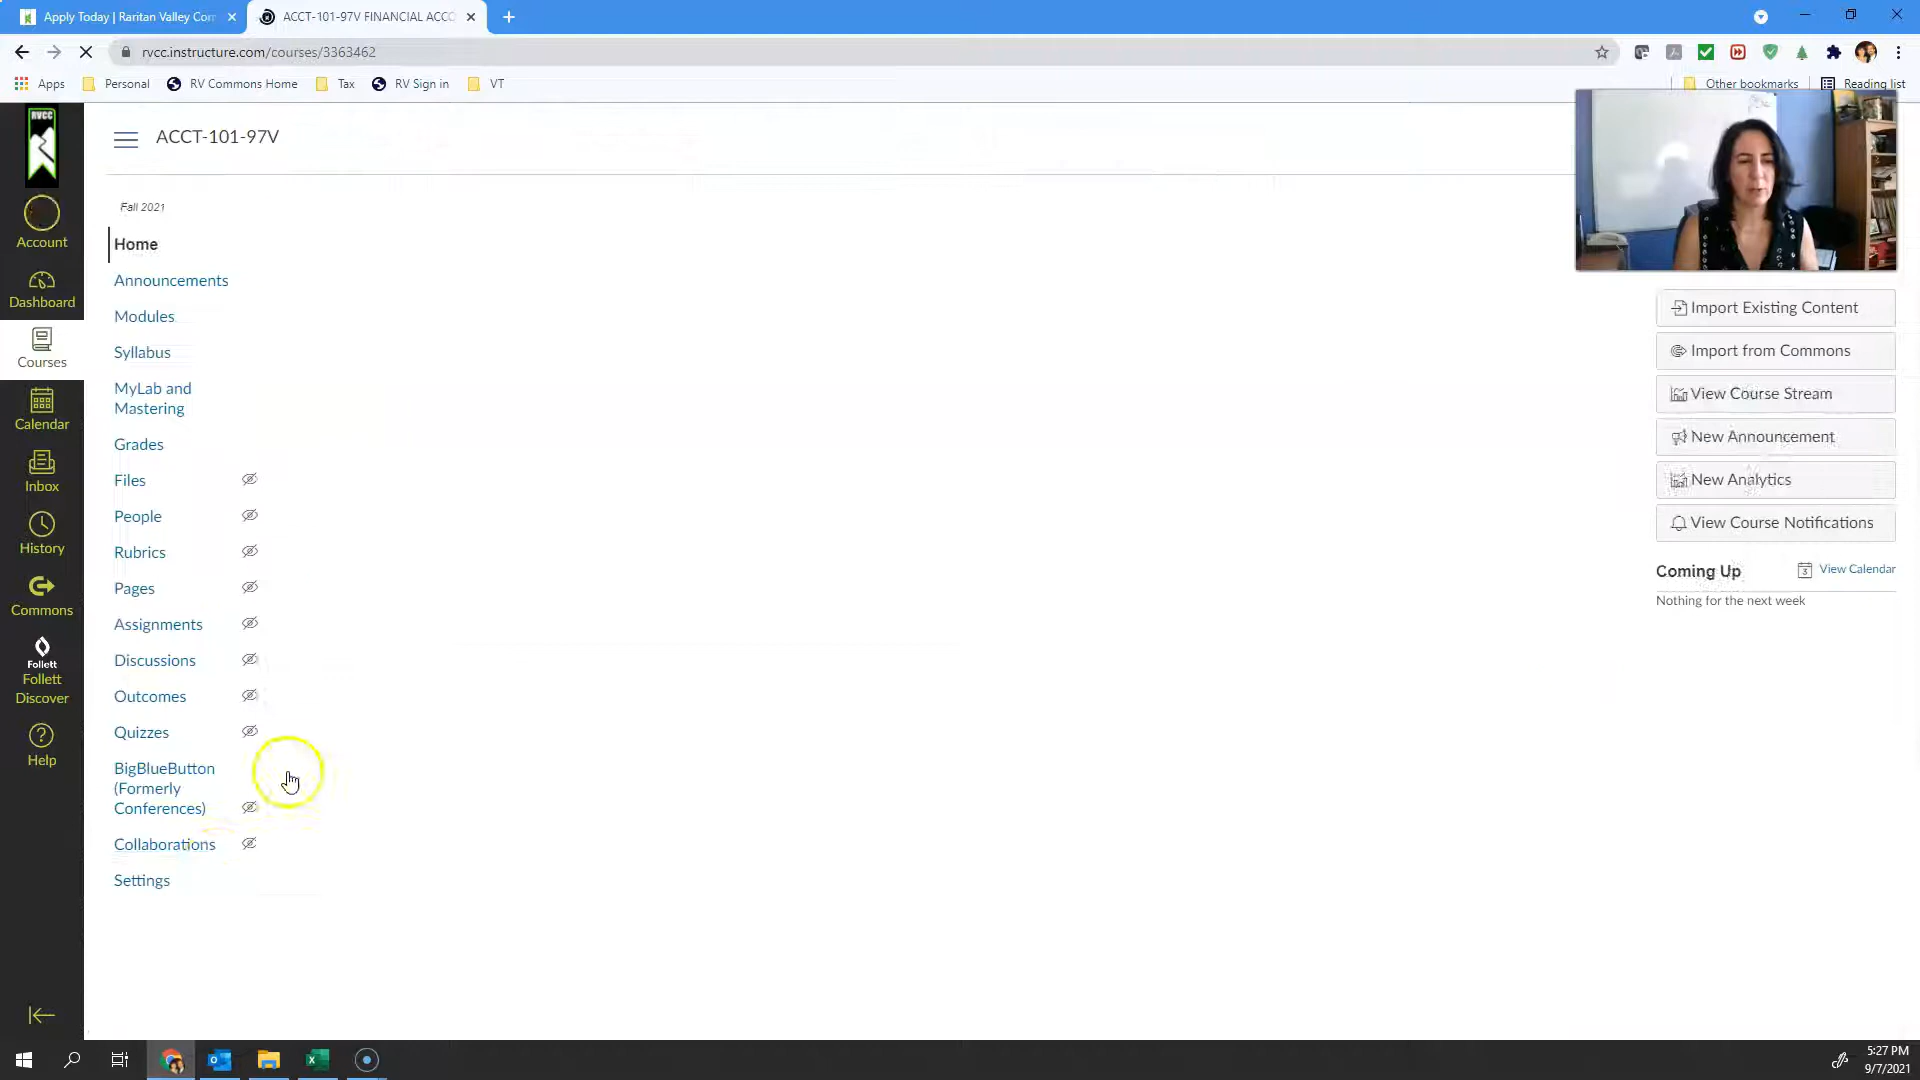 Apply Today | Raritan Valley Com
ACCT-101-97V FINANCIAL ACCO
rvcc.instructure.com/courses/3363462
Apps
Personal
RV Commons Home
Tax
RV Sign in
VT
Other bookmarks
Reading list
RVCC
Account
Dashboard
Courses
Calendar
Inbox
History
Commons
Follett
Follett
Discover
Help
ACCT-101-97V
Fall 2021
Home
Announcements
Modules
Syllabus
MyLab and
Mastering
Grades
Files
People
Rubrics
Pages
Assignments
Discussions
Outcomes
Quizzes
BigBlueButton
(Formerly
Conferences)
Collaborations
Settings
Import Existing Content
Import from Commons
View Course Stream
New Announcement
New Analytics
View Course Notifications
Coming Up
View Calendar
Nothing for the next week
5:27 PM
9/7/2021